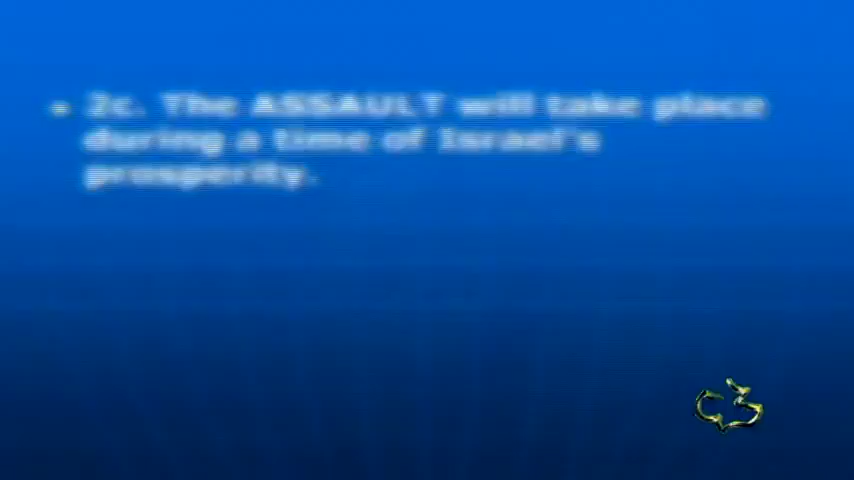 2c. The ASSAULT will take place
during a time of Israel's
prosperity.